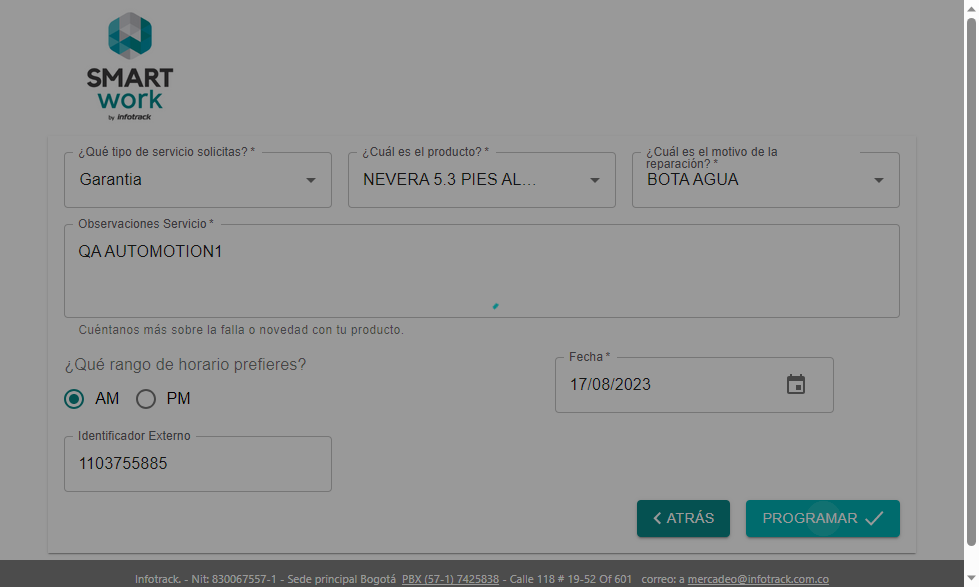 SMART
work
by infotrack
¿Qué tipo de servicio solicitas? *
Garantia
¿Cuál es el producto? *
NEVERA 5.3 PIES AL...
¿Cuál es el motivo de la
reparación? *
BOTA AGUA
Observaciones Servicio *
QA AUTOMOTION1
Cuéntanos más sobre la falla o novedad con tu producto.
¿Qué rango de horario prefieres?
AM
PM
Fecha *
17/08/2023
Identificador Externo
1103755885
ATRÁS
PROGRAMAR
Infotrack. - Nit: 830067557-1 - Sede principal Bogotá PBX (57-1) 7425838 - Calle 118 # 19-52 Of 601 correo: a mercadeo@infotrack.com.co